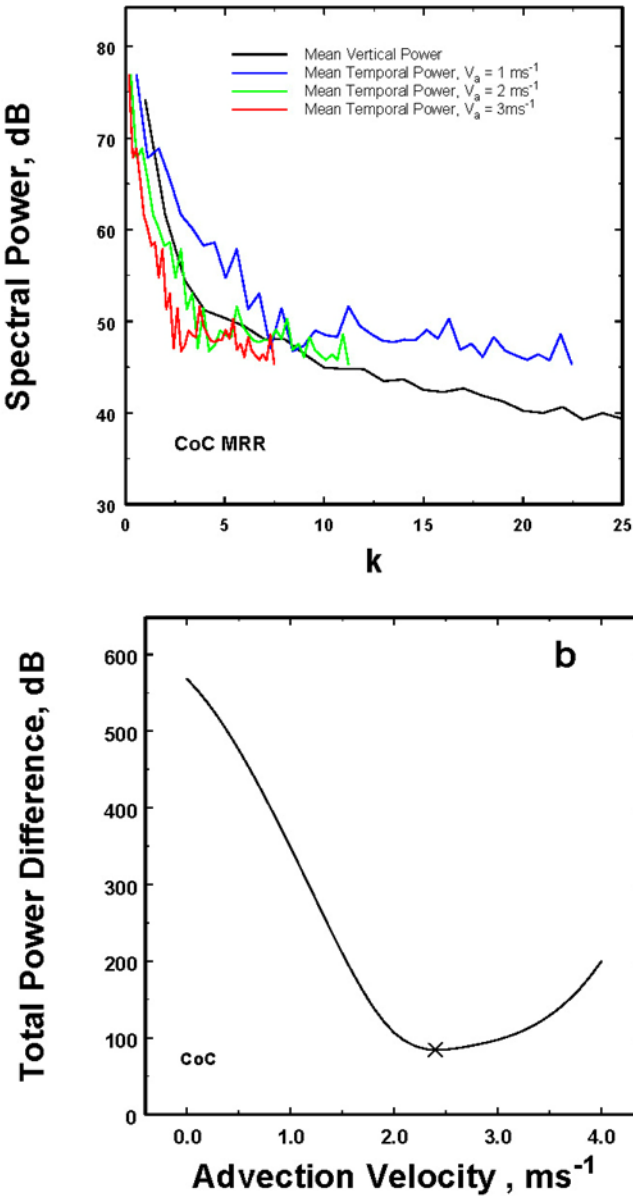 80
70
60
50
40
30
Spectral Power, dB
Mean Vertical Power
Mean Temporal Power, Va = 1 ms-1
Mean Temporal Power, Va = 2 ms-1
Mean Temporal Power, Va = 3ms-1
CoC MRR
0 5 10 15 20 25
k
b
600
500
400
300
200
100
0
Total Power Difference, dB
CoC
0.0 1.0 2.0 3.0 4.0
Advection Velocity , ms-1